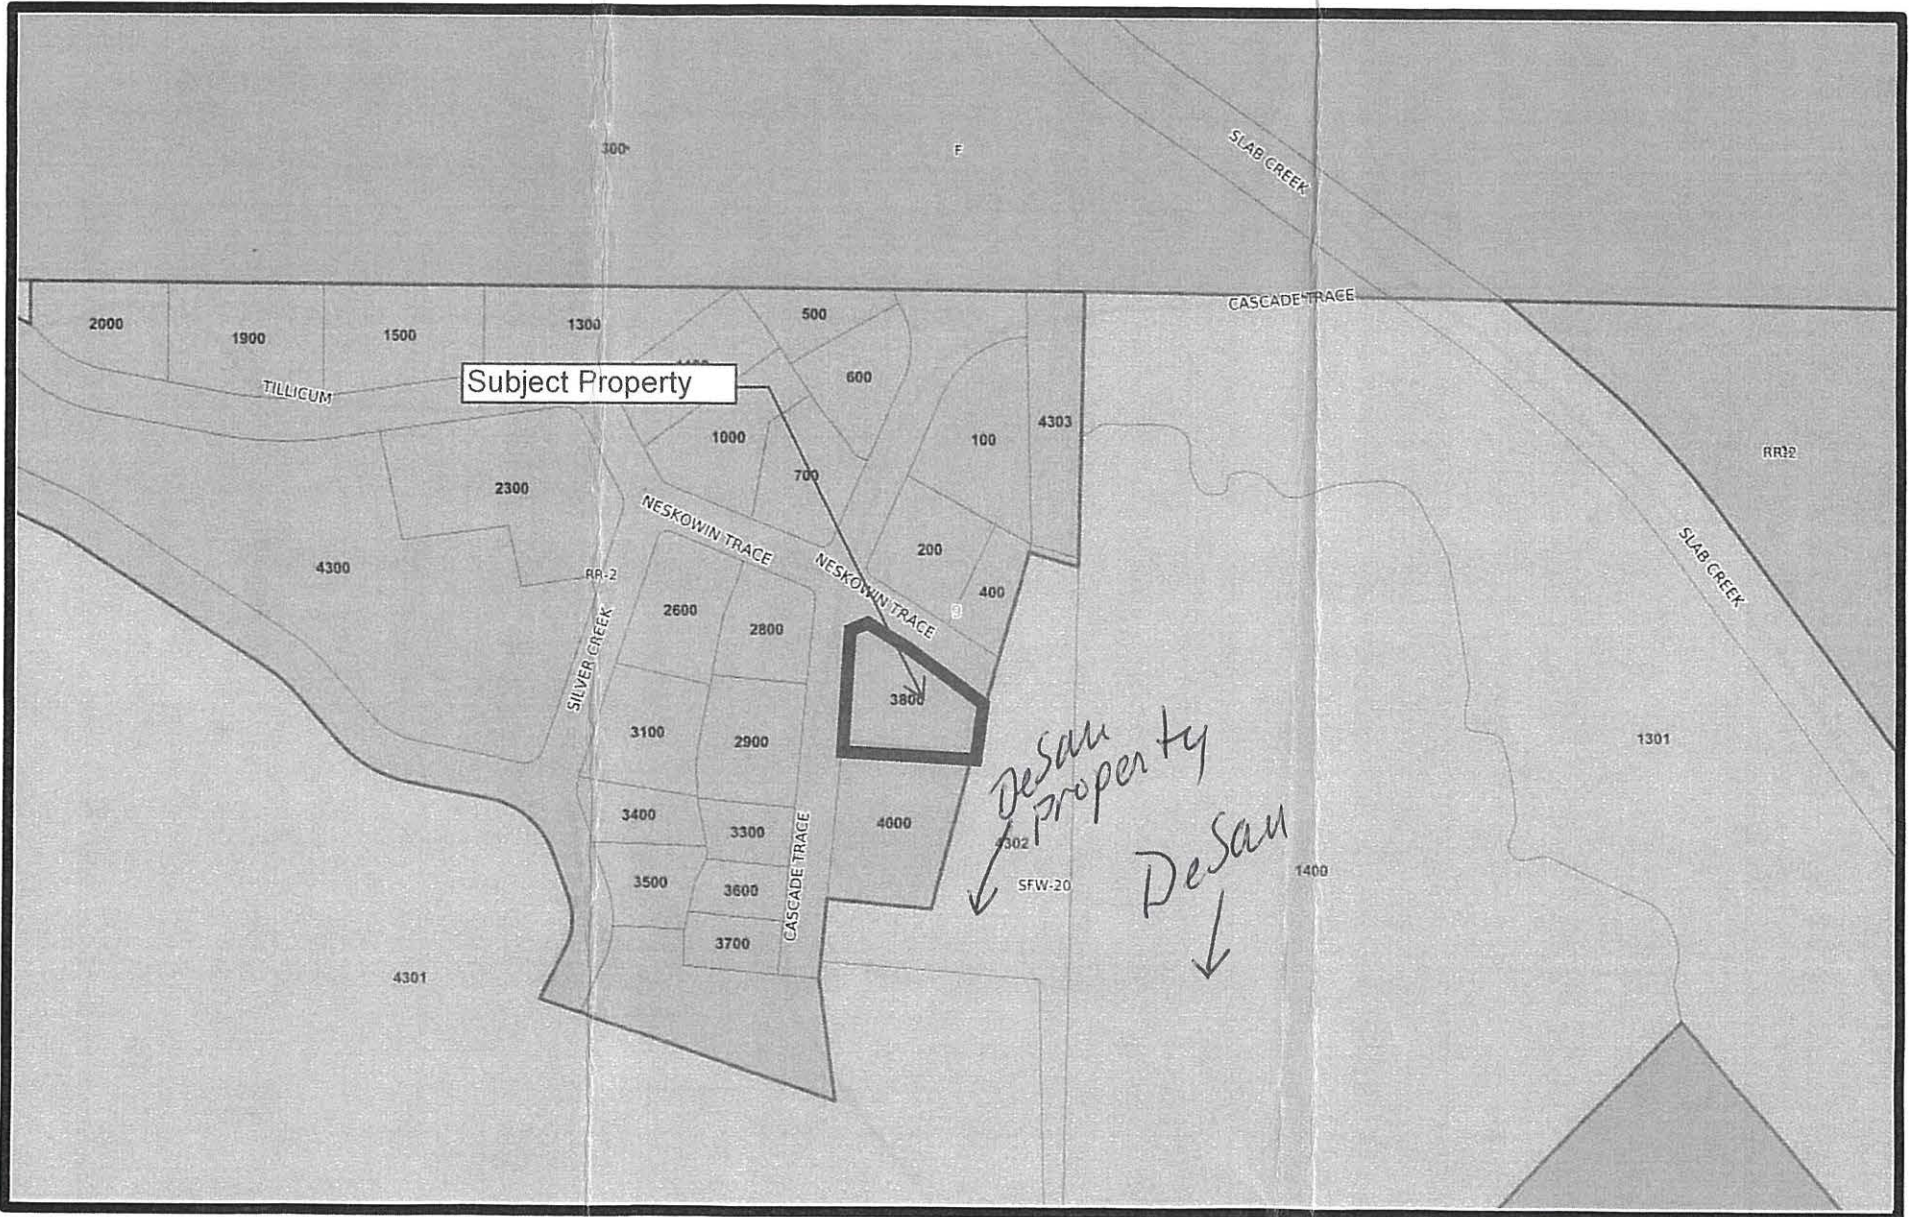 300
F
SLAB CREEK
CASCADE TRACE
2000
1900
1500
1300
500
TILLICUM
Subject Property
600
1000
700
100
4303
RR-2
2300
NESKOWIN TRACE
NESKOWIN TRACE
200
400
4300
RR-2
SLAB CREEK
2600
2800
SILVER CREEK
3800
3100
2900
1301
DeSau
property
3400
3300
CASCADE TRACE
4000
4302
DeSau
1400
3500
3600
SFW-20
3700
4301